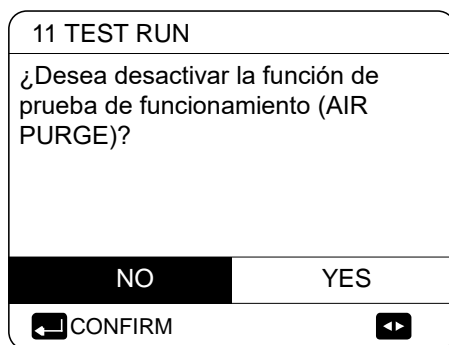 11 TEST RUN
¿Desea desactivar la función de
prueba de funcionamiento (AIR
PURGE)?
NO YES
CONFIRM